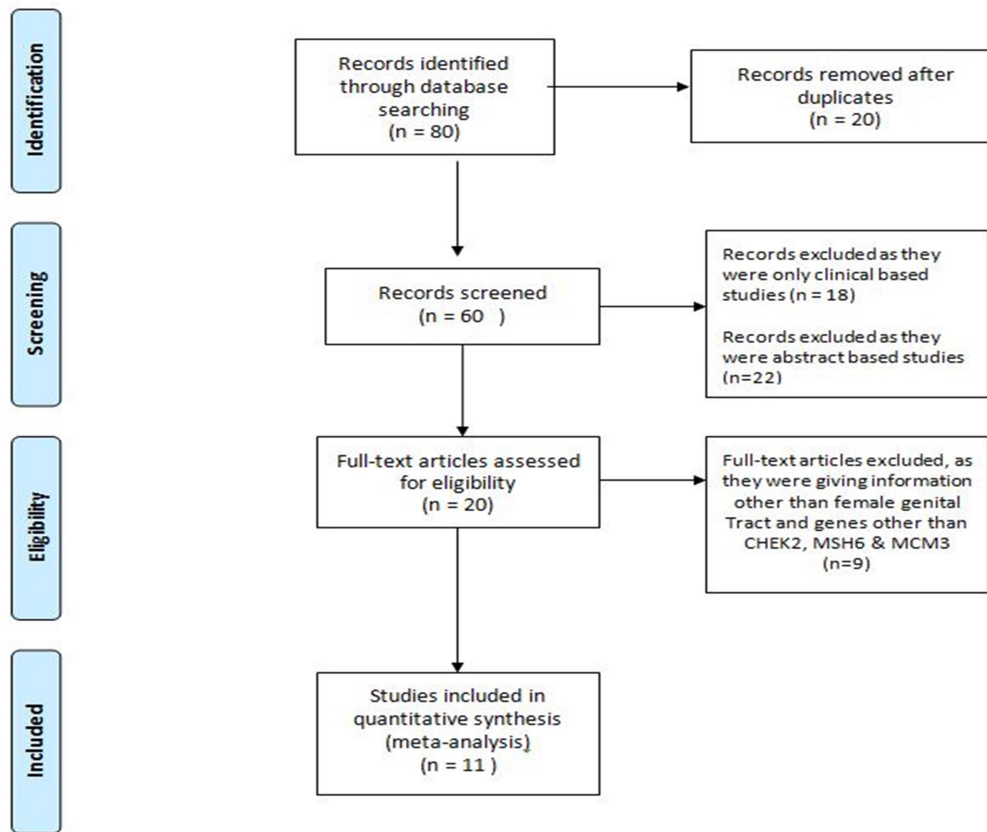 Identification
Records identified
through database
searching
(n = 80)
Records removed after
duplicates
(n = 20)
Screening
Records screened
(n = 60 )
Records excluded as they
were only clinical based
studies (n = 18)
Records excluded as they
were abstract based studies
(n=22)
Eligibility
Full-text articles assessed
for eligibility
(n = 20)
Full-text articles excluded, as
they were giving information
other than female genital
Tract and genes other than
CHEK2, MSH6 & MCM3
(n=9)
Included
Studies included in
quantitative synthesis
(meta-analysis)
(n = 11 )